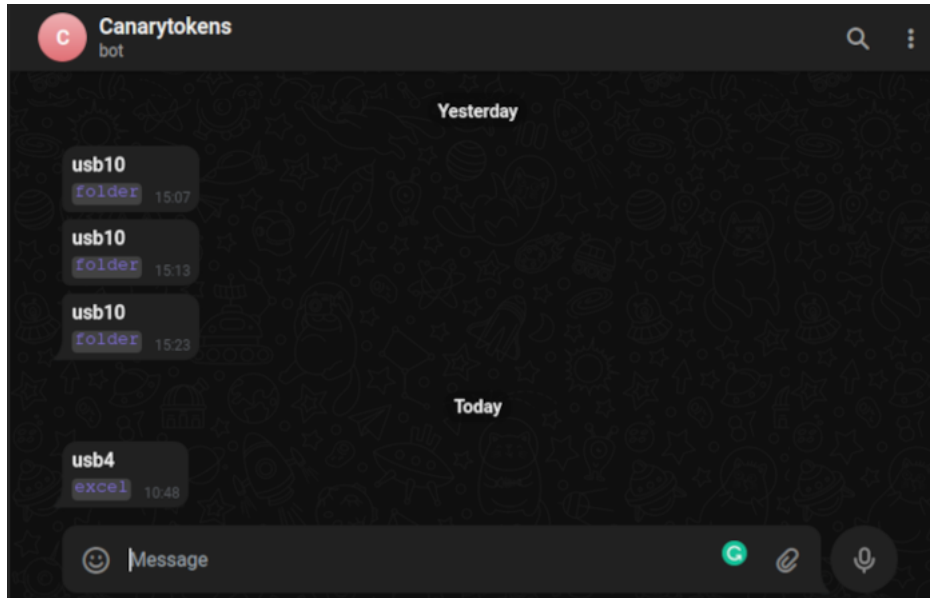 C
Canarytokens
bot
Yesterday
usb10
folder 15:07
usb10
folder 15:13
usb10
folder 15:23
Today
usb4
excel 10:48
Message